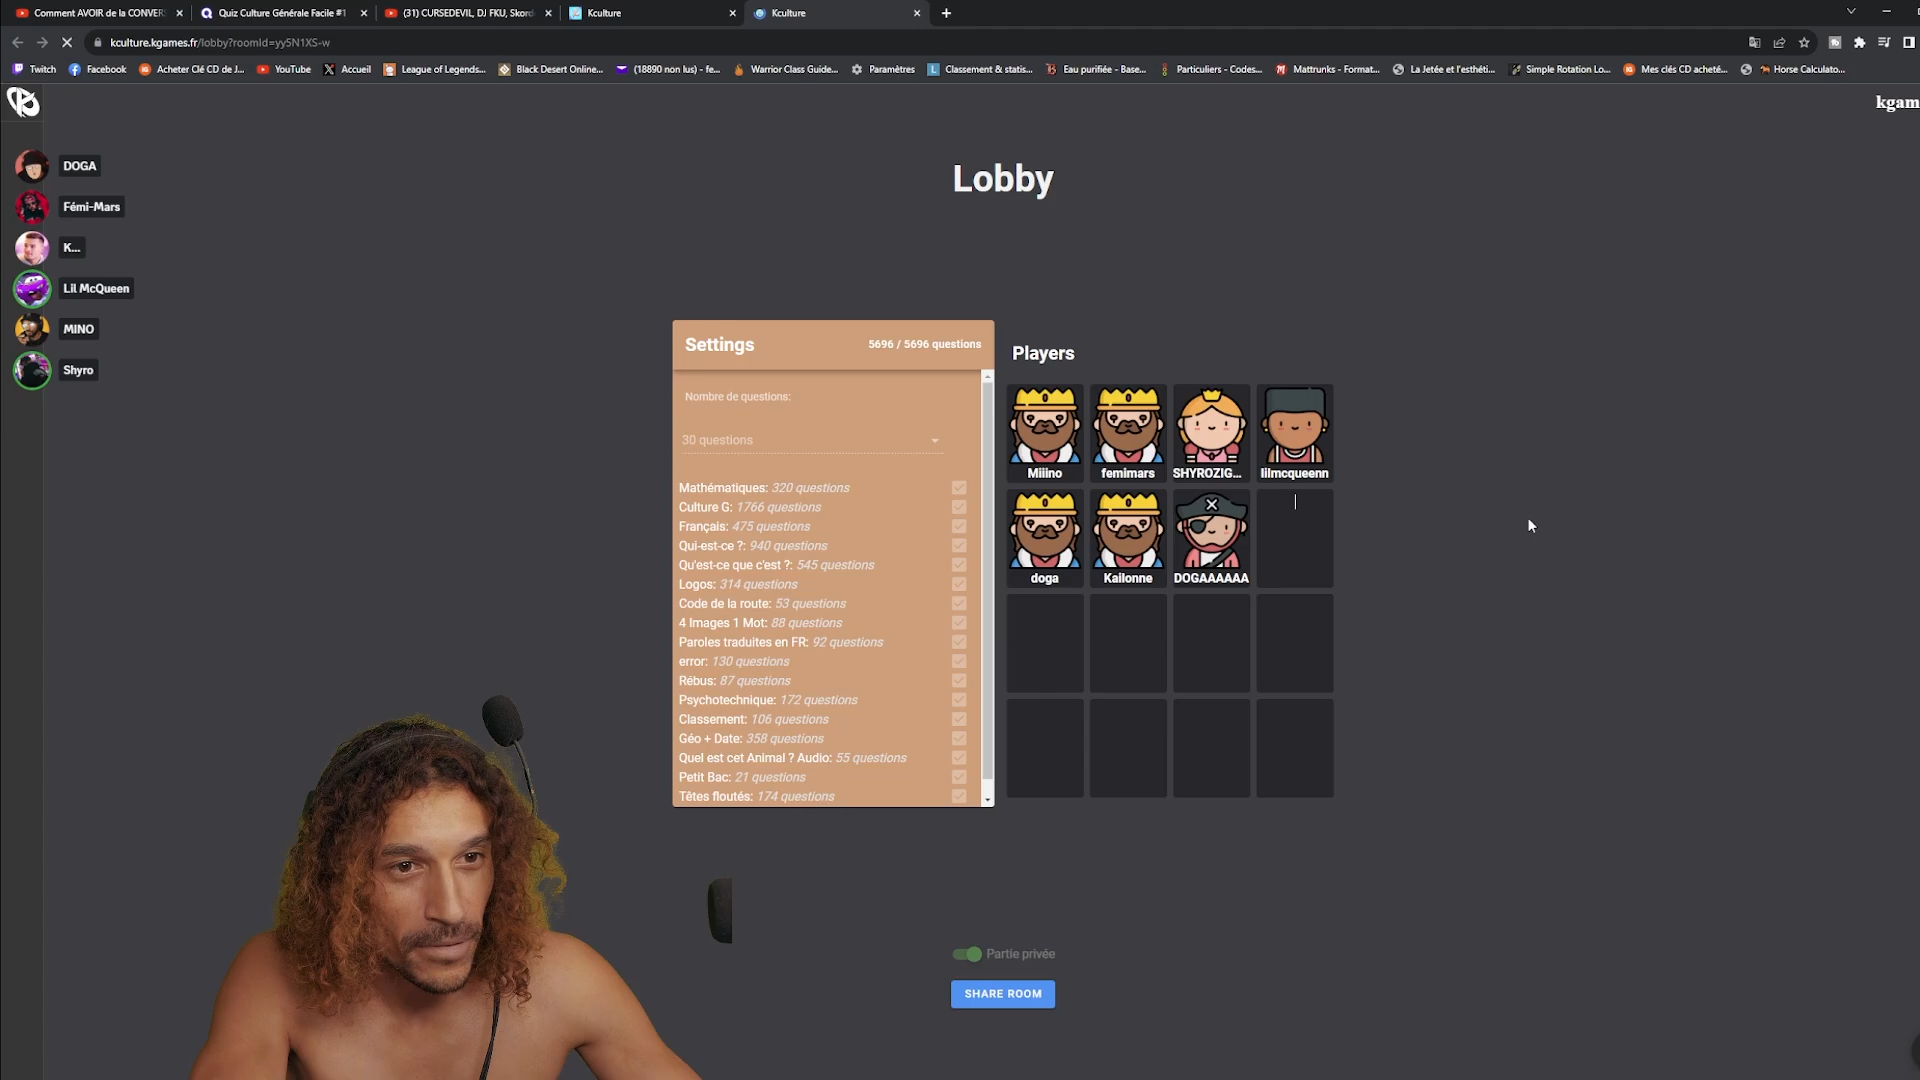 Comment AVOIR de la CONVER
Quiz Culture Générale Facile #1
(31) CURSEDEVIL, DJ FKU, Skord
Kculture
Kculture
kculture.kgames.fr/lobby?roomId=yy5N1XS-w
Twitch
Facebook
Acheter Clé CD de J...
YouTube
Accueil
League of Legends...
Black Desert Online...
(18890 non lus) - fe...
Warrior Class Guide...
Paramètres
Classement & statis...
Eau purifiée - Base...
Particuliers - Codes...
Mattrunks - Format...
La Jetée et l'esthéti...
Simple Rotation Lo...
Mes clés CD acheté...
Horse Calculato...
kgam
DOGA
Fémi-Mars
K...
Lil McQueen
MINO
Shyro
Lobby
Settings
5696 / 5696 questions
Nombre de questions:
30 questions
Mathématiques: 320 questions
Culture G: 1766 questions
Français: 475 questions
Qui-est-ce ?: 940 questions
Qu'est-ce que c'est ?: 545 questions
Logos: 314 questions
Code de la route: 53 questions
4 Images 1 Mot: 88 questions
Paroles traduites en FR: 92 questions
error: 130 questions
Rébus: 87 questions
Psychotechnique: 172 questions
Classement: 106 questions
Géo + Date: 358 questions
Quel est cet Animal ? Audio: 55 questions
Petit Bac: 21 questions
Têtes floutés: 174 questions
Players
Miiino
femimars
SHYROZIG...
lilmcqueenn
doga
Kailonne
DOGAAAAAA
Partie privée
SHARE ROOM